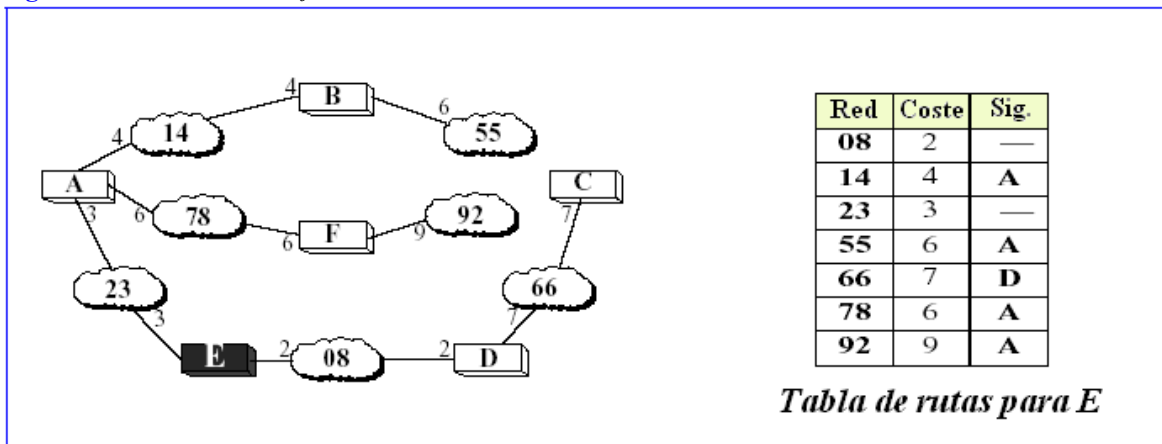 4
B
6
4
14
55
A
C
3
6
78
6
F
9
92
7
23
66
3
7
E
2
08
2
D
Red Coste Sig.
08 2 —
14 4 A
23 3 —
55 6 A
66 7 D
78 6 A
92 9 A
Tabla de rutas para E